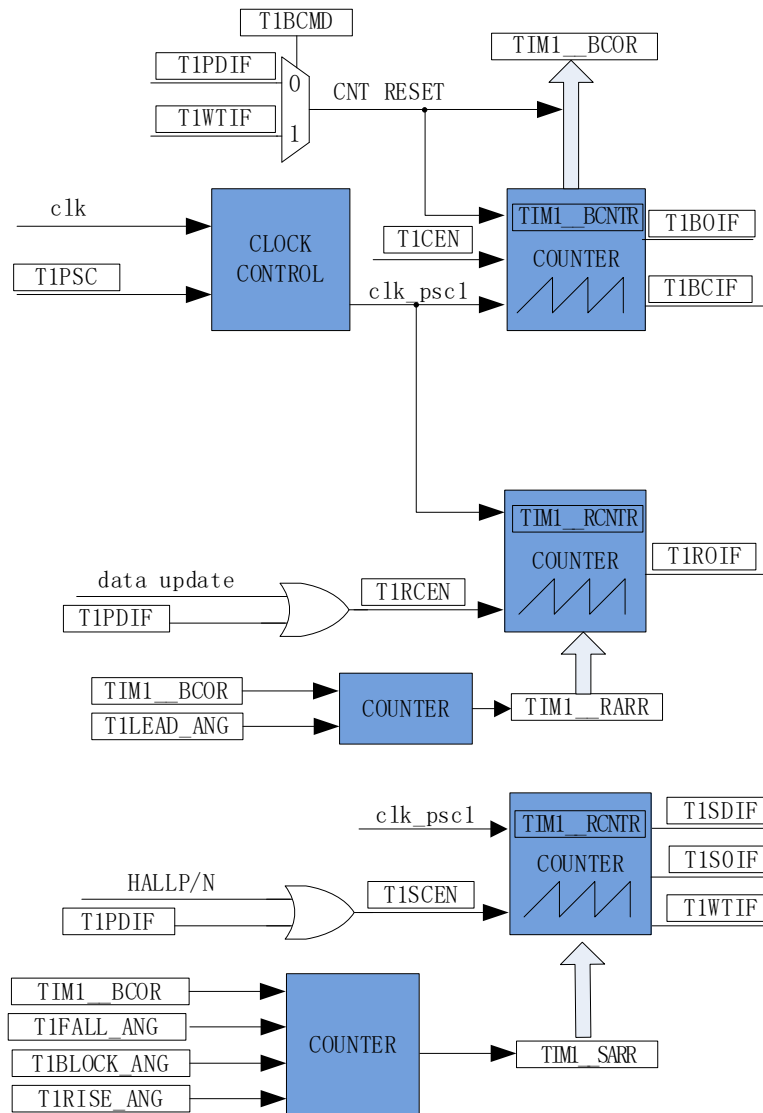 T1BCMD
TIM1__BCOR
T1PDIF
0
CNT RESET
T1WTIF
1
clk
CLOCK
CONTROL
T1PSC
clk_psc1
T1CEN
TIM1__BCNTR
COUNTER
T1BOIF
T1BCIF
TIM1__RCNTR
COUNTER
T1ROIF
data update
T1PDIF
T1RCEN
TIM1__BCOR
T1LEAD_ANG
COUNTER
TIM1__RARR
clk_psc1
TIM1__RCNTR
COUNTER
T1SDIF
T1SOIF
T1WTIF
HALLP/N
T1PDIF
T1SCEN
TIM1__BCOR
T1FALL_ANG
T1BLOCK_ANG
T1RISE_ANG
COUNTER
TIM1__SARR